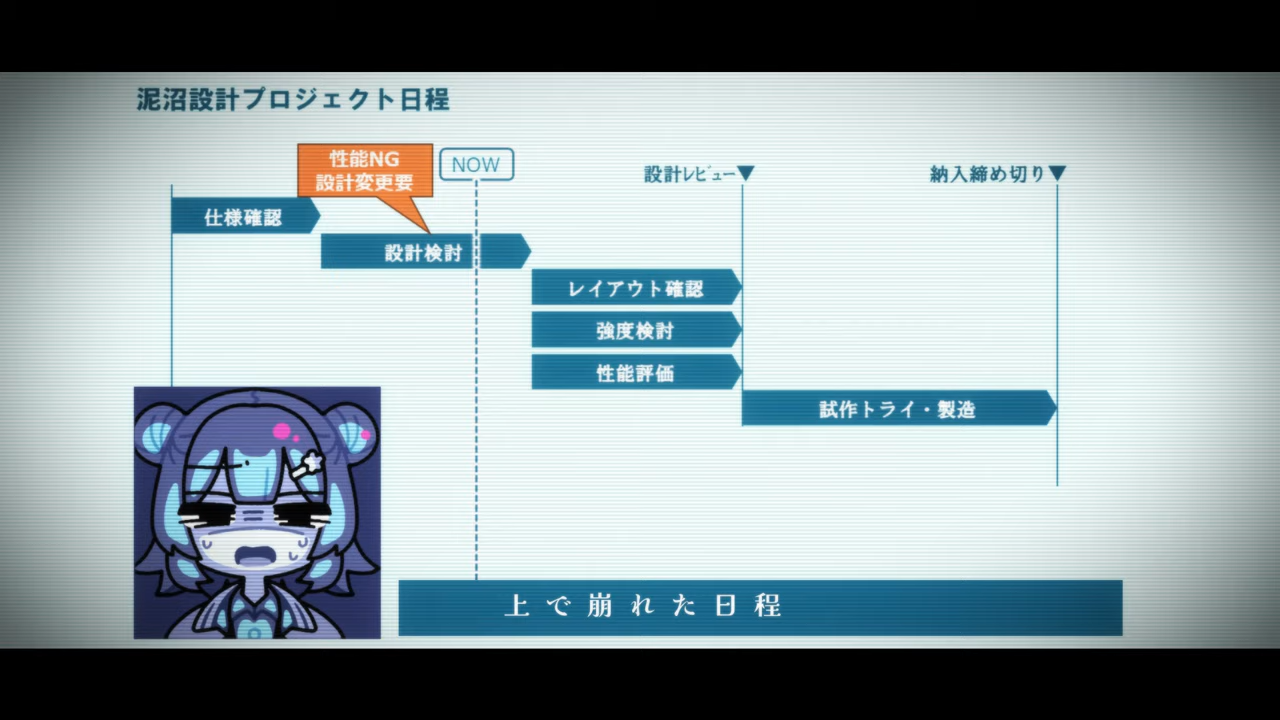 泥沼設計プロジェクト日程
性能NG
設計変更要
NOW
設計ﾚﾋﾞｭｰ▼
納入締め切り▼
仕様確認
設計検討
レイアウト確認
強度検討
性能評価
試作トライ・製造
上で崩れた日程